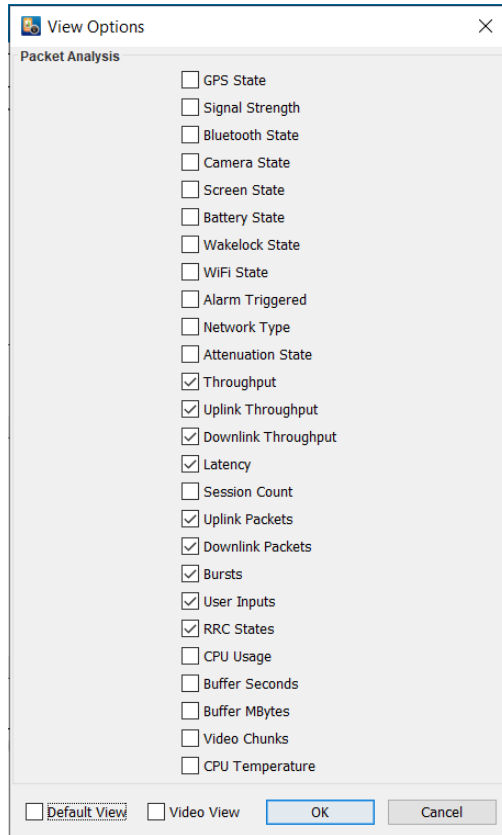 View Options
Packet Analysis
GPS State
Signal Strength
Bluetooth State
Camera State
Screen State
Battery State
Wakelock State
WiFi State
Alarm Triggered
Network Type
Attenuation State
Throughput
Uplink Throughput
Downlink Throughput
Latency
Session Count
Uplink Packets
Downlink Packets
Bursts
User Inputs
RRC States
CPU Usage
Buffer Seconds
Buffer MBytes
Video Chunks
CPU Temperature
Default View Video View OK Cancel